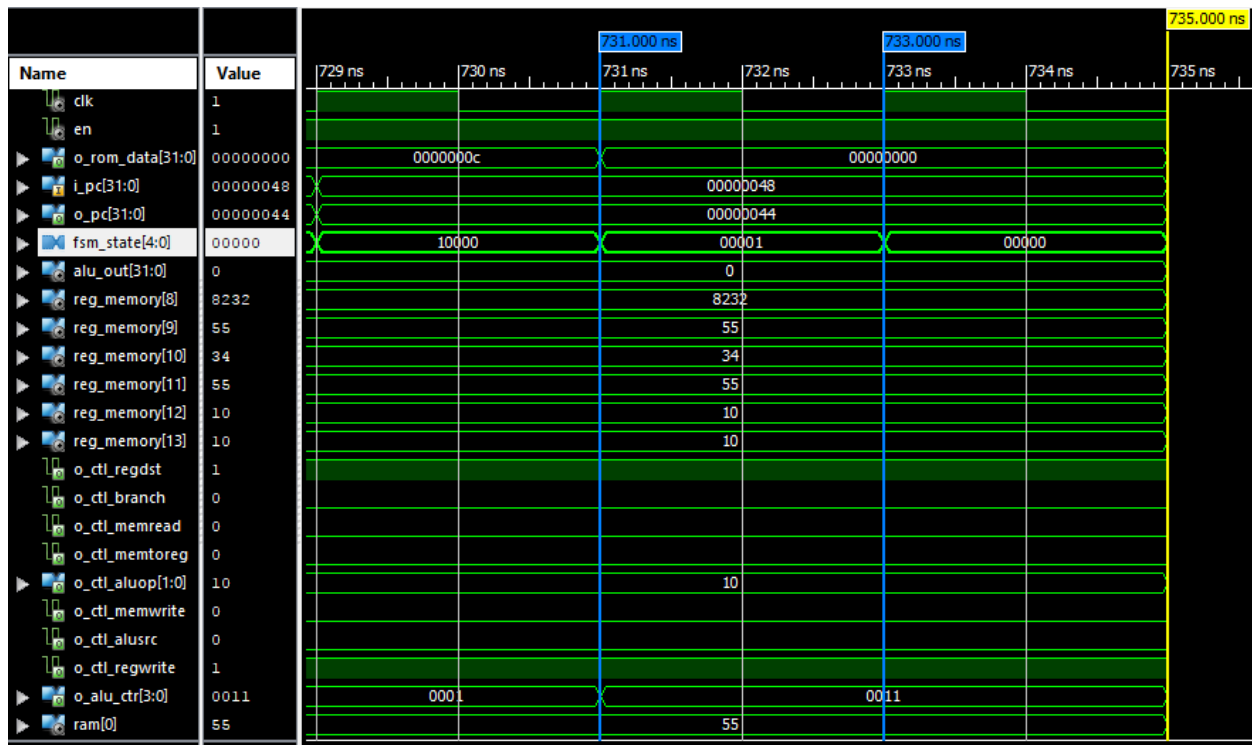 735.000 ns
731.000 ns 733.000 ns
Name Value 729 ns 730 ns 731 ns 732 ns 733 ns 734 ns 735 ns
clk 1
en 1
o_rom_data[31:0] 00000000 0000000c 00000000
i_pc[31:0] 00000048 00000048
o_pc[31:0] 00000044 00000044
fsm_state[4:0] 00000 10000 00001 00000
alu_out[31:0] 0 0
reg_memory[8] 8232 8232
reg_memory[9] 55 55
reg_memory[10] 34 34
reg_memory[11] 55 55
reg_memory[12] 10 10
reg_memory[13] 10 10
o_ctl_regdst 1
o_ctl_branch 0
o_ctl_memread 0
o_ctl_memtoreg 0
o_ctl_aluop[1:0] 10 10
o_ctl_memwrite 0
o_ctl_alusrc 0
o_ctl_regwrite 1
o_alu_ctr[3:0] 0011 0001 0011
ram[0] 55 55